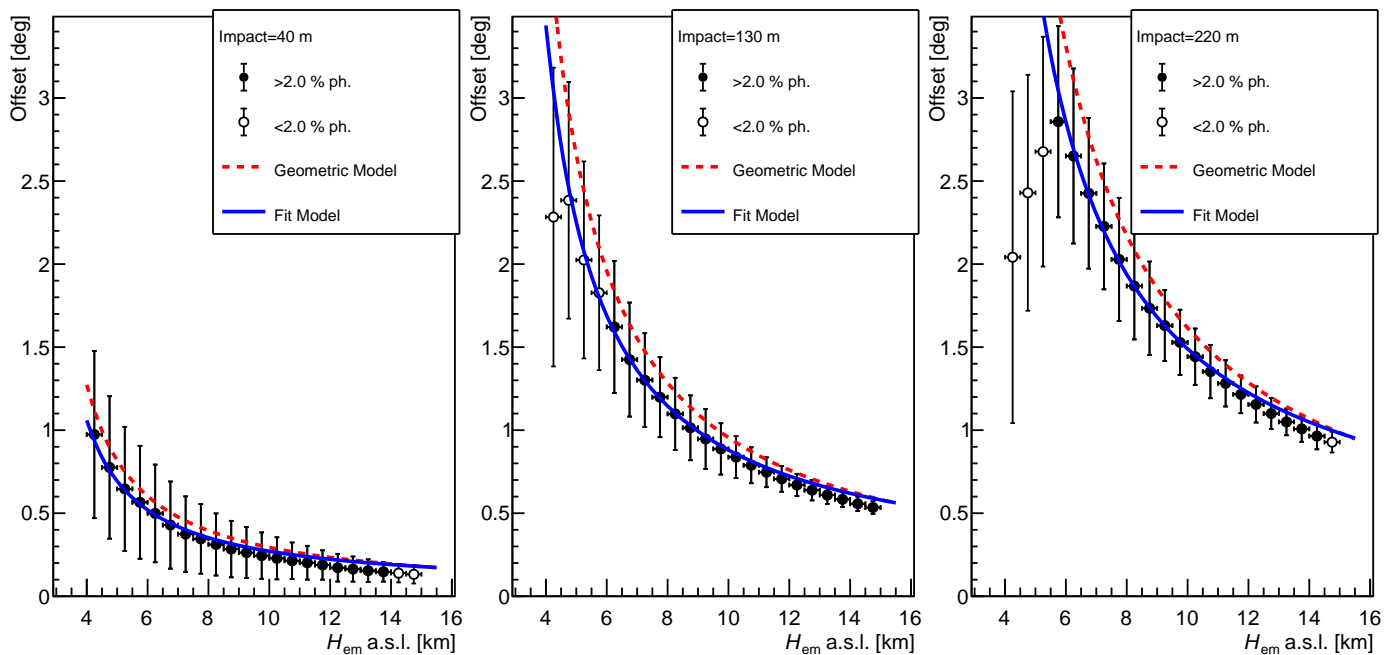 Offset [deg]
Impact=40 m
>2.0 % ph.
<2.0 % ph.
Geometric Model
Fit Model
3
2.5
2
1.5
1
0.5
0
4 6 8 10 12 14 16
H_em a.s.l. [km]
Offset [deg]
Impact=130 m
>2.0 % ph.
<2.0 % ph.
Geometric Model
Fit Model
3
2.5
2
1.5
1
0.5
0
4 6 8 10 12 14 16
H_em a.s.l. [km]
Offset [deg]
Impact=220 m
>2.0 % ph.
<2.0 % ph.
Geometric Model
Fit Model
3
2.5
2
1.5
1
0.5
0
4 6 8 10 12 14 16
H_em a.s.l. [km]